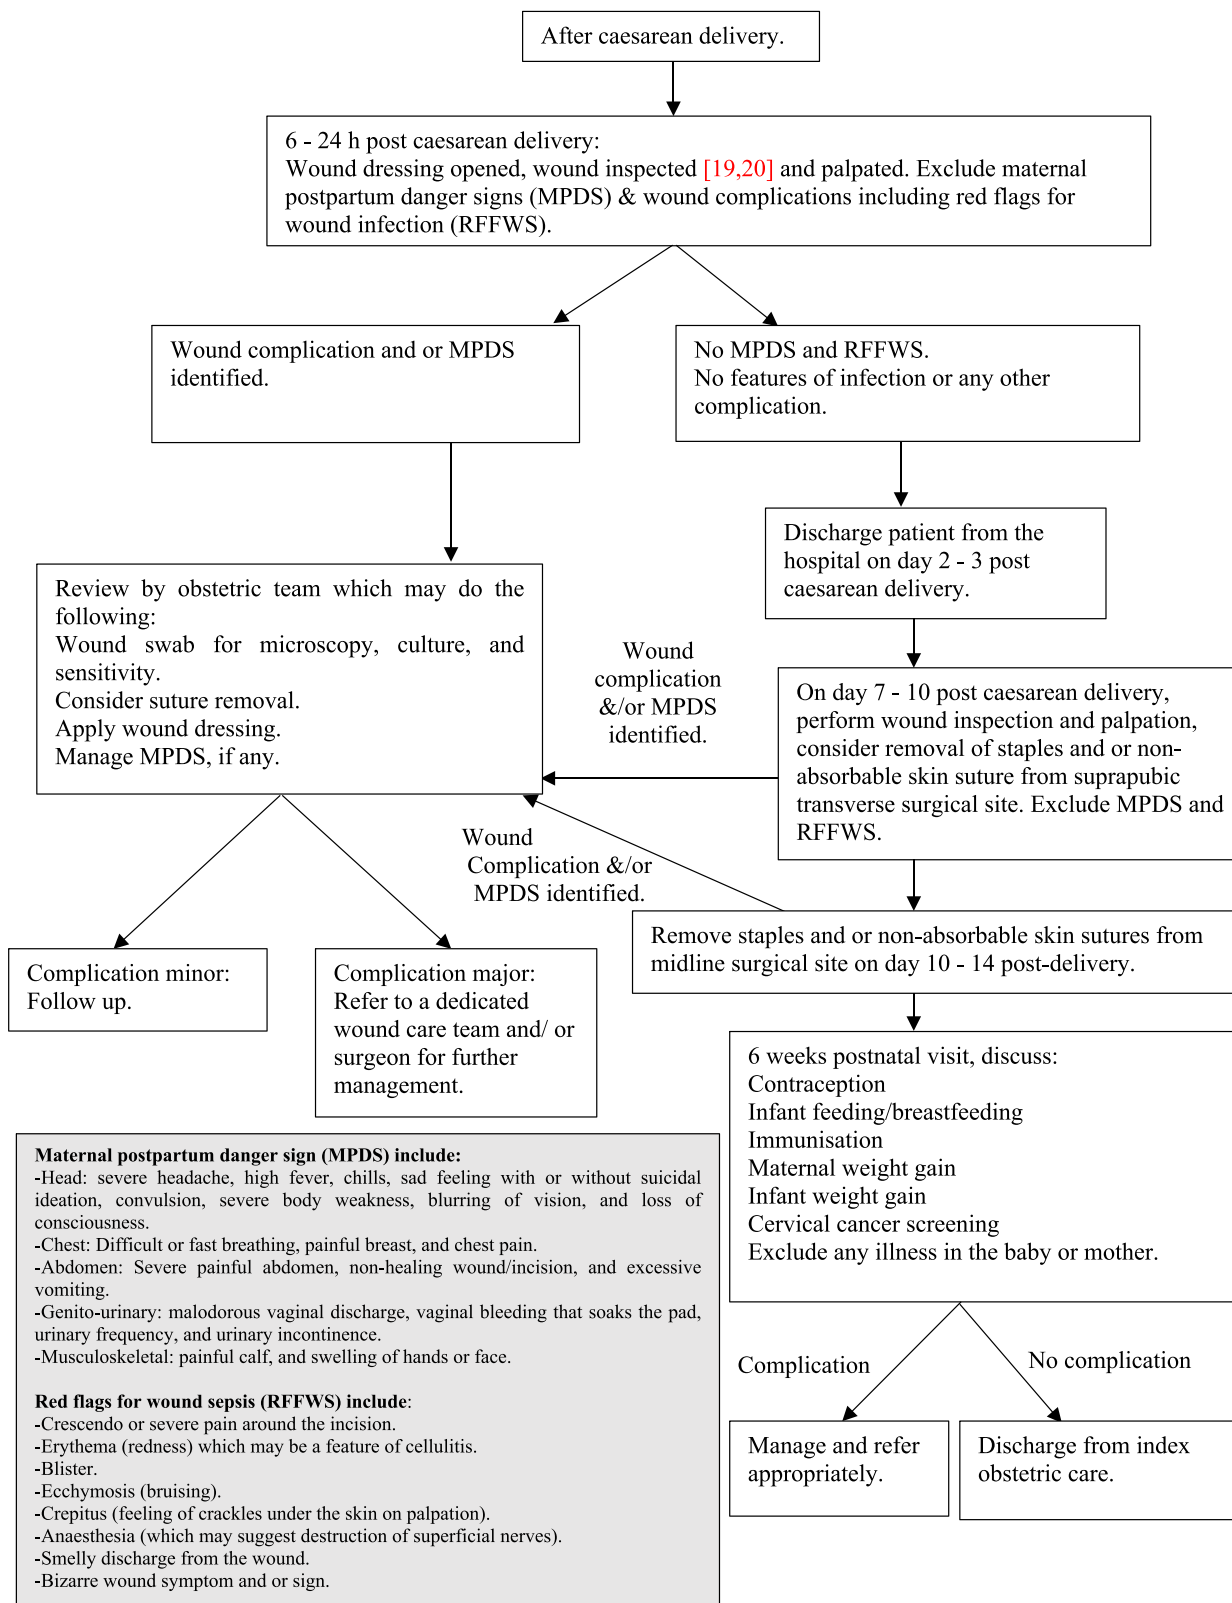 After caesarean delivery.
6 - 24 h post caesarean delivery:
Wound dressing opened, wound inspected [19,20] and palpated. Exclude maternal
postpartum danger signs (MPDS) & wound complications including red flags for
wound infection (RFFWS).
Wound complication and or MPDS
identified.
No MPDS and RFFWS.
No features of infection or any other
complication.
Discharge patient from the
hospital on day 2 - 3 post
caesarean delivery.
Review by obstetric team which may do the
following:
Wound swab for microscopy, culture, and
sensitivity.
Consider suture removal.
Apply wound dressing.
Manage MPDS, if any.
Wound
complication
&/or MPDS
identified.
On day 7 - 10 post caesarean delivery,
perform wound inspection and palpation,
consider removal of staples and or non-
absorbable skin suture from suprapubic
transverse surgical site. Exclude MPDS and
RFFWS.
Wound
Complication &/or
MPDS identified.
Remove staples and or non-absorbable skin sutures from
midline surgical site on day 10 - 14 post-delivery.
Complication minor:
Follow up.
Complication major:
Refer to a dedicated
wound care team and/ or
surgeon for further
management.
6 weeks postnatal visit, discuss:
Contraception
Infant feeding/breastfeeding
Immunisation
Maternal weight gain
Infant weight gain
Cervical cancer screening
Exclude any illness in the baby or mother.
Complication
No complication
Manage and refer
appropriately.
Discharge from index
obstetric care.
Maternal postpartum danger sign (MPDS) include:
-Head: severe headache, high fever, chills, sad feeling with or without suicidal
ideation, convulsion, severe body weakness, blurring of vision, and loss of
consciousness.
-Chest: Difficult or fast breathing, painful breast, and chest pain.
-Abdomen: Severe painful abdomen, non-healing wound/incision, and excessive
vomiting.
-Genito-urinary: malodorous vaginal discharge, vaginal bleeding that soaks the pad,
urinary frequency, and urinary incontinence.
-Musculoskeletal: painful calf, and swelling of hands or face.
Red flags for wound sepsis (RFFWS) include:
-Crescendo or severe pain around the incision.
-Erythema (redness) which may be a feature of cellulitis.
-Blister.
-Ecchymosis (bruising).
-Crepitus (feeling of crackles under the skin on palpation).
-Anaesthesia (which may suggest destruction of superficial nerves).
-Smelly discharge from the wound.
-Bizarre wound symptom and or sign.